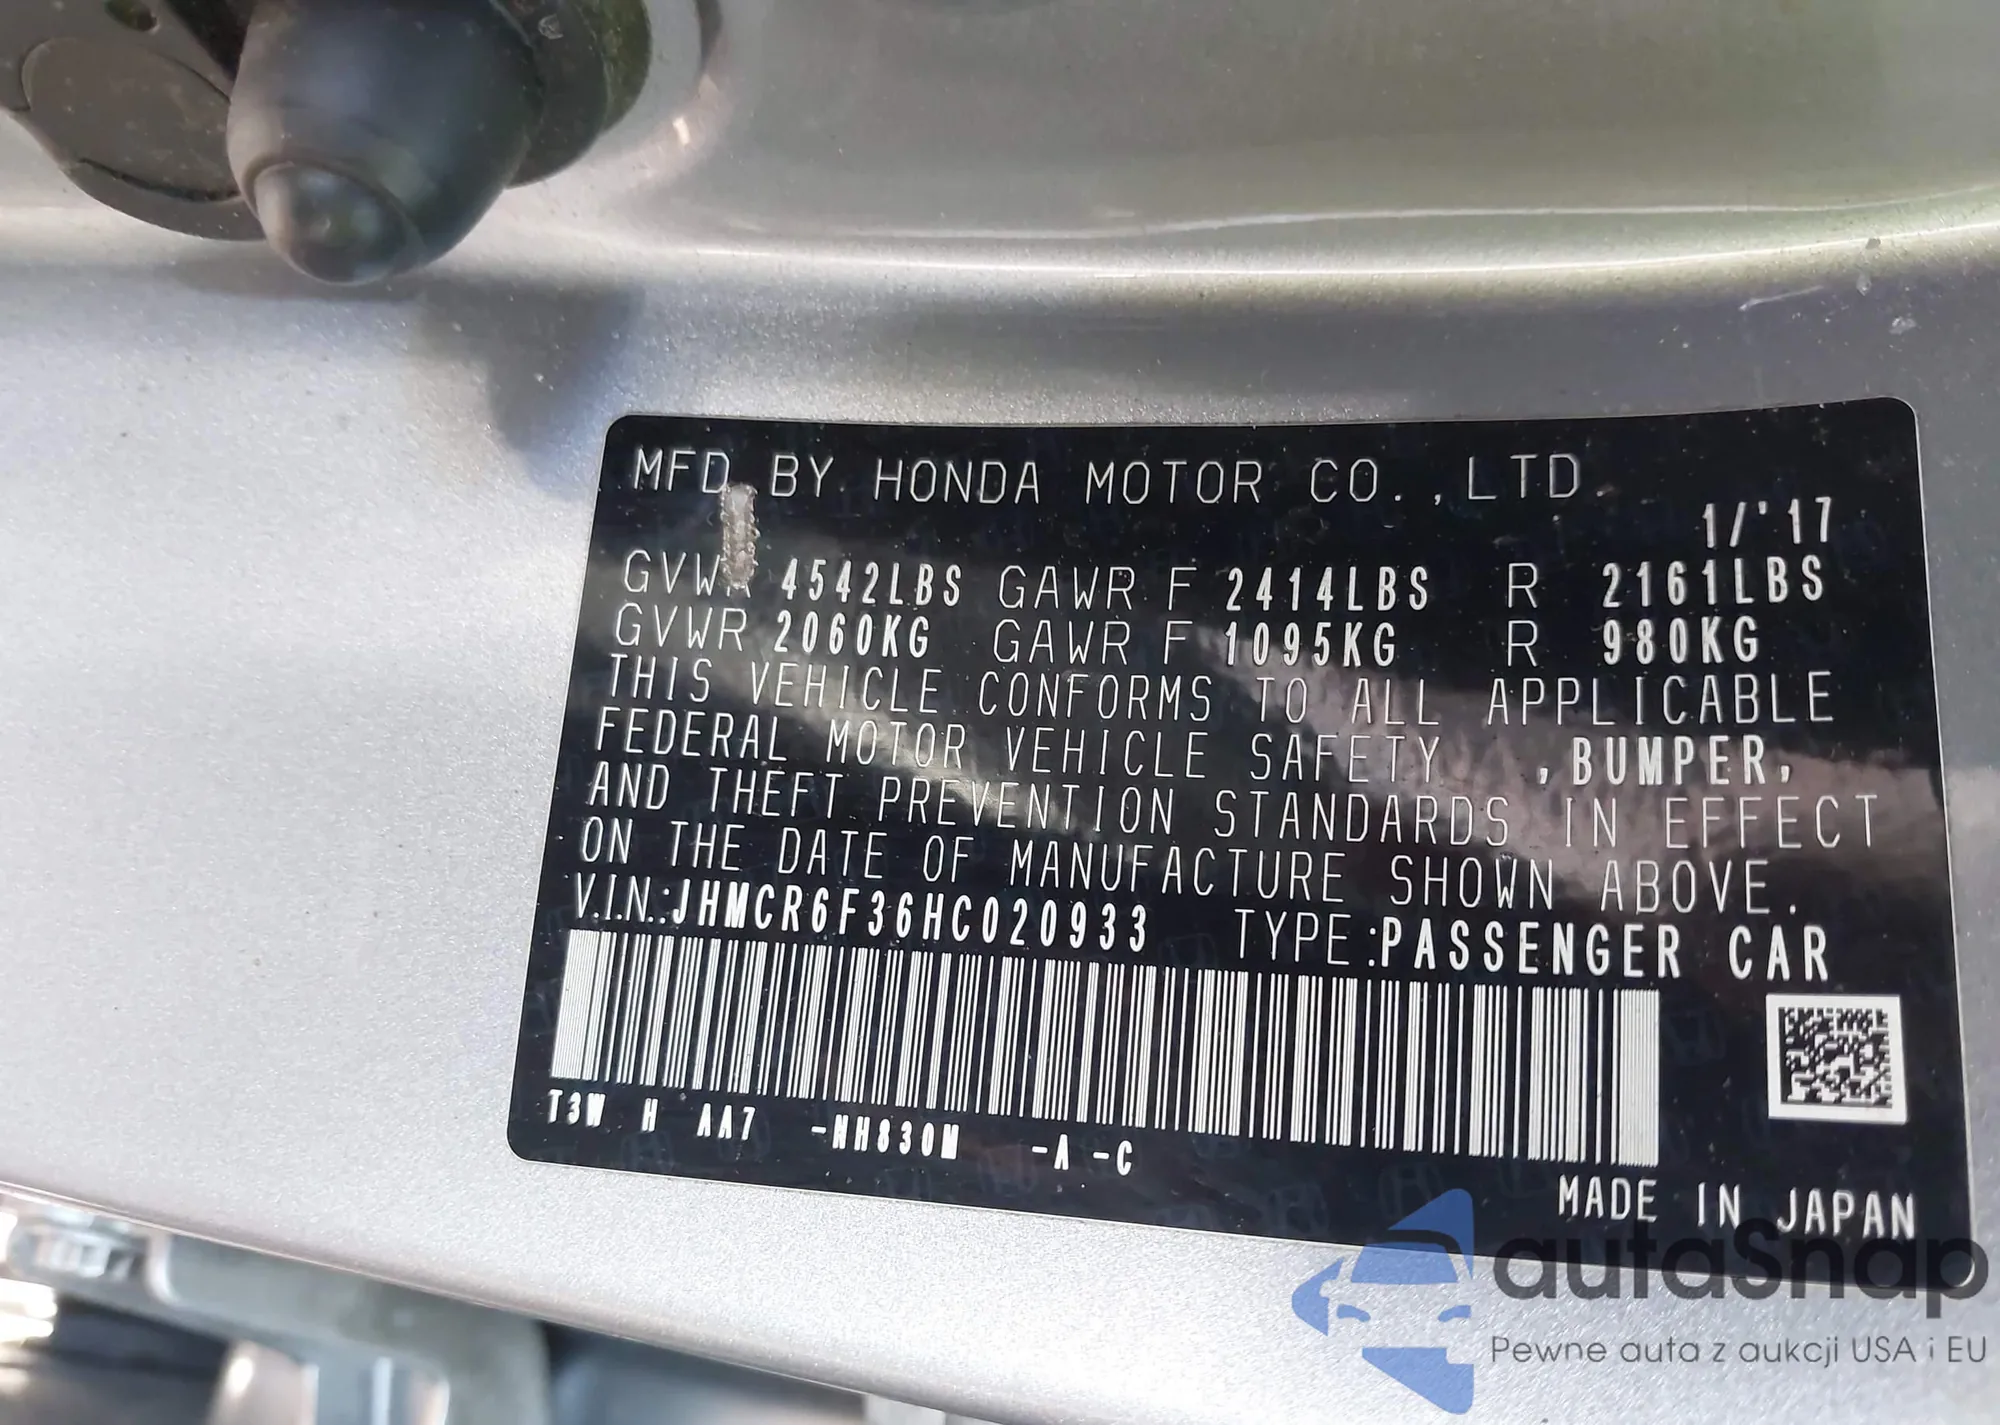 MFD BY HONDA MOTOR CO.,LTD.
1/'17
GVWR 4542LBS GAWR F 2414LBS R 2161LBS
GVWR 2060KG GAWR F 1095KG R 980KG
THIS VEHICLE CONFORMS TO ALL APPLICABLE
FEDERAL MOTOR VEHICLE SAFETY ,BUMPER,
AND THEFT PREVENTION STANDARDS IN EFFECT
ON THE DATE OF MANUFACTURE SHOWN ABOVE.
V.I.N.:JHMCR6F36HC020933 TYPE:PASSENGER CAR
T3W H AA7 -NH830M -A -C
MADE IN JAPAN
autaSnap
Pewne auta z aukcji USA i EU